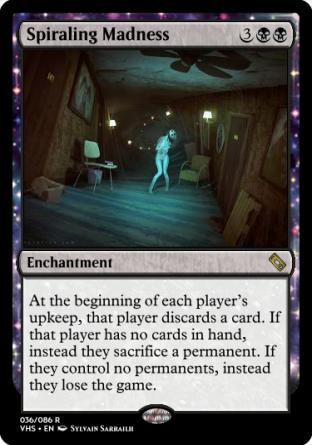 Spiraling Madness 3
Enchantment
At the beginning of each player's
upkeep, that player discards a card. If
that player has no cards in hand,
instead they sacrifice a permanent. If
they control no permanents, instead
they lose the game.
036/086 R
VHS • EN Sylvain Sarrailh